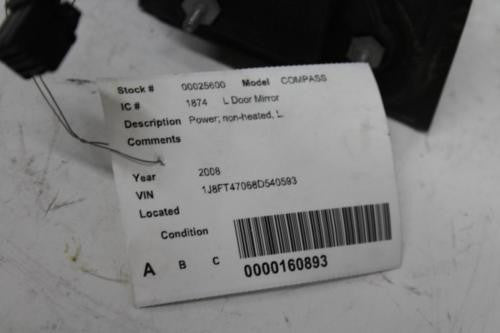 Stock # 00025600 Model COMPASS
IC # 1874 L Door Mirror
Description Power; non-heated, L.
Comments
Year 2008
VIN 1J8FT47068D540593
Located
Condition
A B C 0000160893